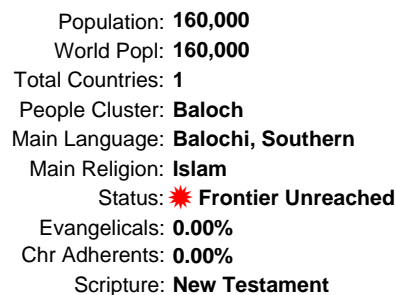 Population: 160,000
World Popl: 160,000
Total Countries: 1
People Cluster: Baloch
Main Language: Balochi, Southern
Main Religion: Islam
Status: Frontier Unreached
Evangelicals: 0.00%
Chr Adherents: 0.00%
Scripture: New Testament